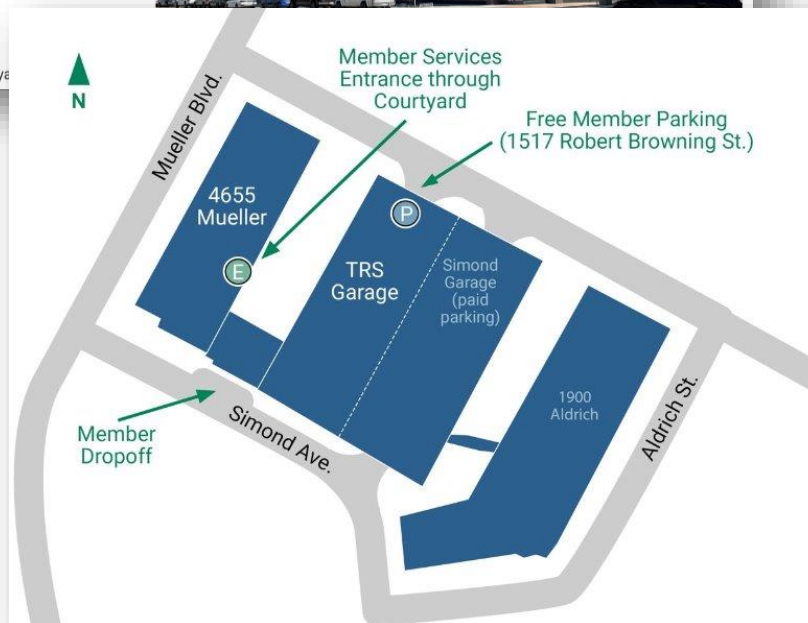 Member Services
Entrance through
Courtyard
N
Mueller Blvd.
Free Member Parking
(1517 Robert Browning St.)
4655
Mueller
P
E
TRS
Garage
Simond
Garage
(paid
parking)
1900
Aldrich
Aldrich St.
Member
Dropoff
Simond Ave.